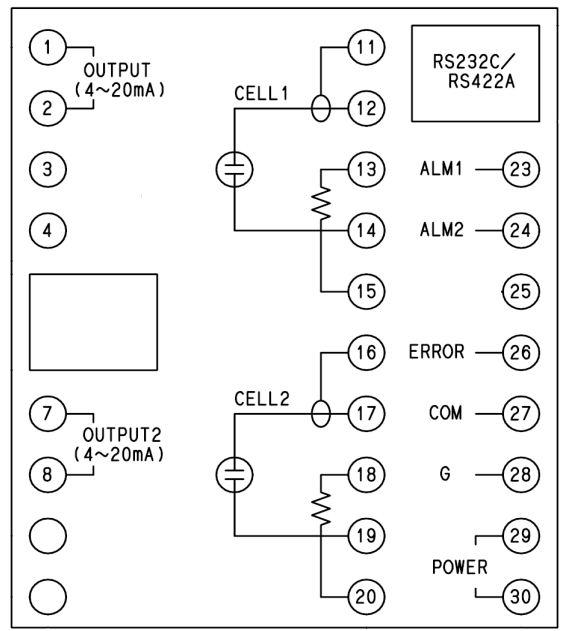 1
OUTPUT
(4~20mA)
2
3
4
7
OUTPUT2
(4~20mA)
8
11
CELL1
12
13
14
15
16
CELL2
17
18
19
20
RS232C/
RS422A
ALM1 23
ALM2 24
25
ERROR 26
COM 27
G 28
29
POWER
30